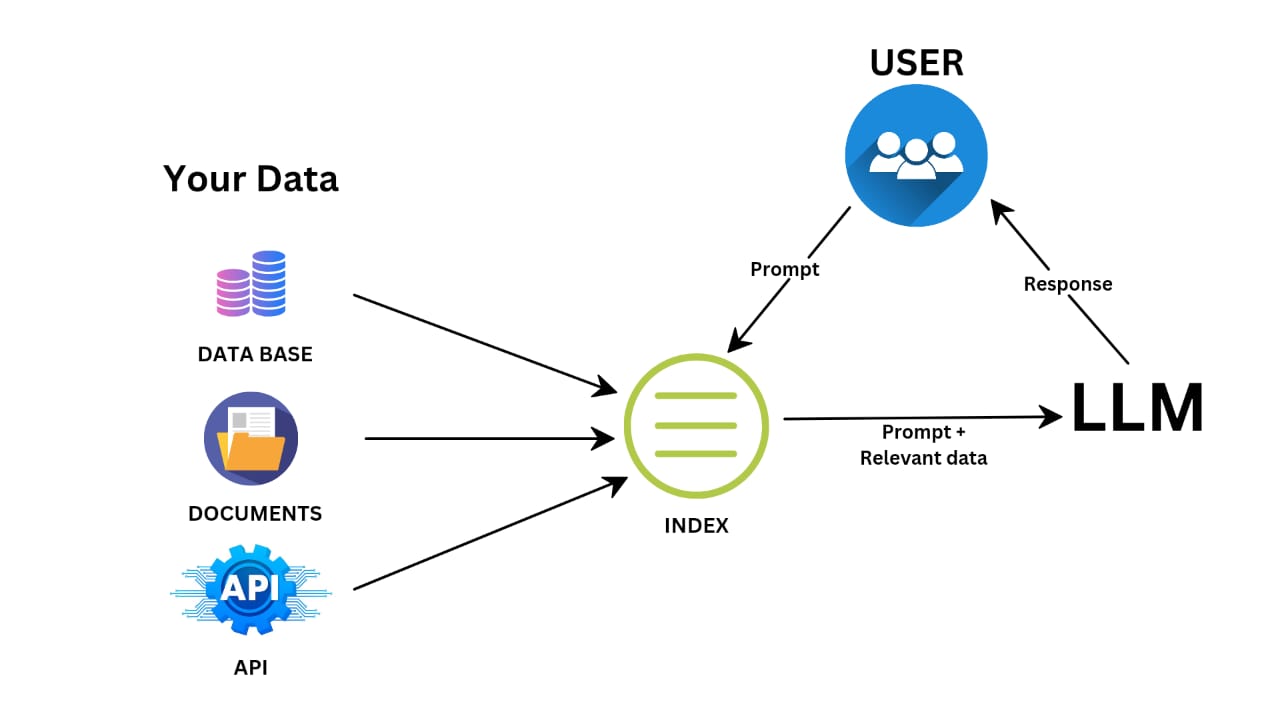 USER
Your Data
DATA BASE
DOCUMENTS
API
API
Prompt
INDEX
Prompt +
Relevant data
LLM
Response